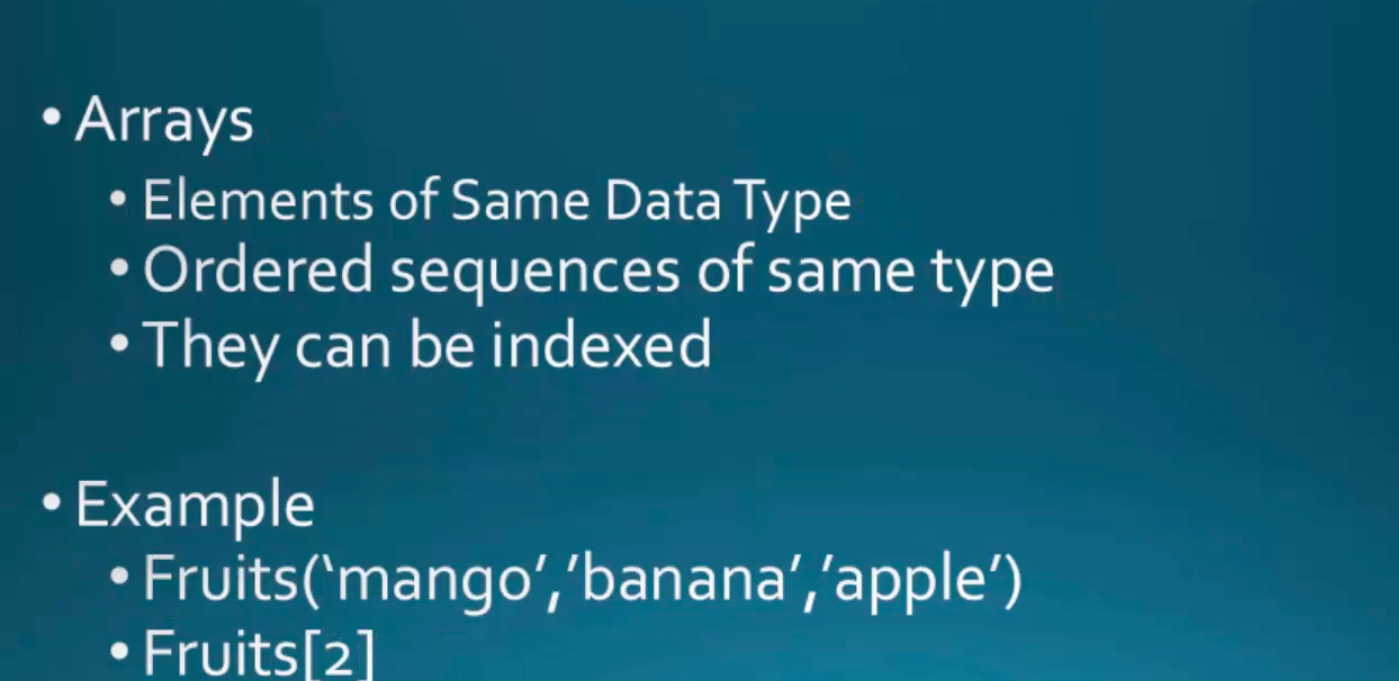 • Arrays
• Elements of Same Data Type
• Ordered sequences of same type
• They can be indexed
• Example
• Fruits(‘mango’,’banana’,’apple’)
• Fruits[2]